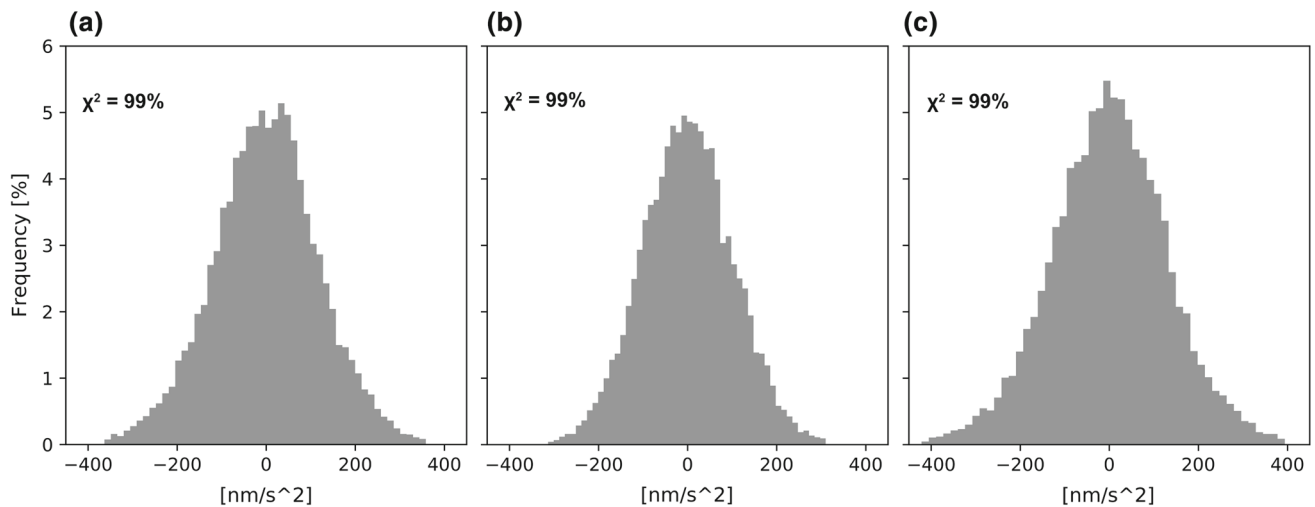 (a) (b) (c)
6
5
4
3
2
1
0
Frequency [%]
χ² = 99% χ² = 99% χ² = 99%
−400 −200 0 200 400 −400 −200 0 200 400 −400 −200 0 200 400
[nm/s^2] [nm/s^2] [nm/s^2]